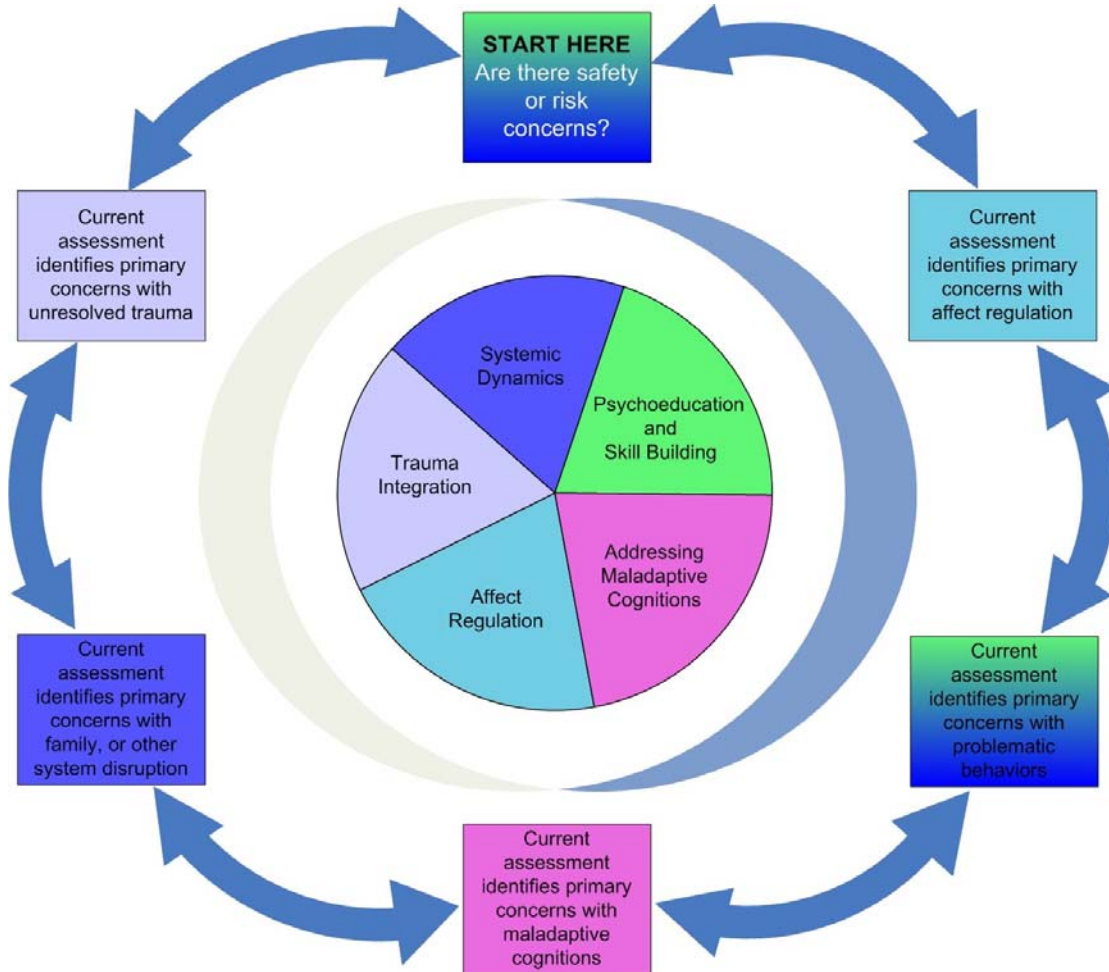 START HERE
Are there safety
or risk
concerns?
Current
assessment
identifies primary
concerns with
unresolved trauma
Current
assessment
identifies primary
concerns with
affect regulation
Systemic
Dynamics
Psychoeducation
and
Skill Building
Trauma
Integration
Addressing
Maladaptive
Cognitions
Affect
Regulation
Current
assessment
identifies primary
concerns with
family, or other
system disruption
Current
assessment
identifies primary
concerns with
problematic
behaviors
Current
assessment
identifies primary
concerns with
maladaptive
cognitions